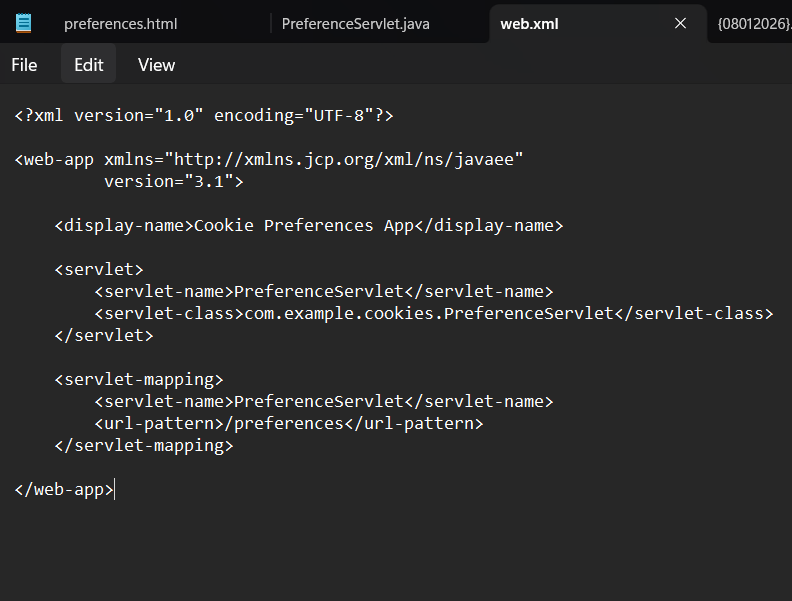 preferences.html
PreferenceServlet.java
web.xml
{08012026}.
File Edit View
<?xml version="1.0" encoding="UTF-8"?>
<web-app xmlns="http://xmlns.jcp.org/xml/ns/javaee"
         version="3.1">
    <display-name>Cookie Preferences App</display-name>
    <servlet>
        <servlet-name>PreferenceServlet</servlet-name>
        <servlet-class>com.example.cookies.PreferenceServlet</servlet-class>
    </servlet>
    <servlet-mapping>
        <servlet-name>PreferenceServlet</servlet-name>
        <url-pattern>/preferences</url-pattern>
    </servlet-mapping>
</web-app>